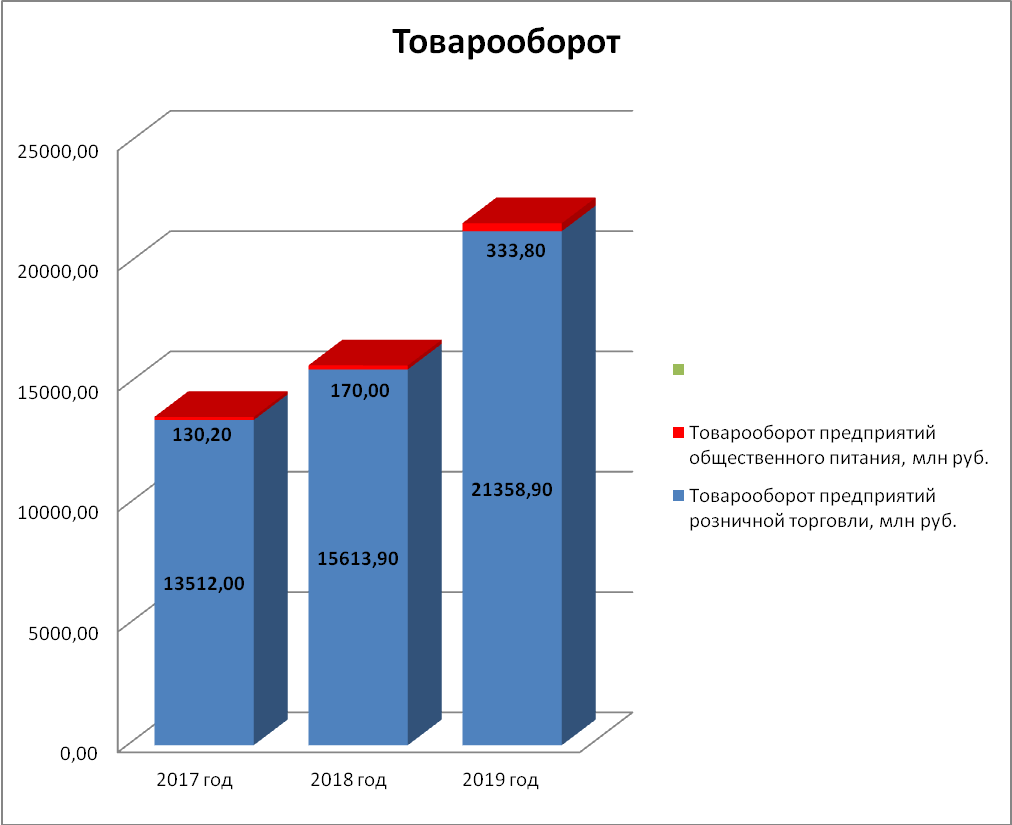 Товарооборот
25000,00
20000,00
15000,00
10000,00
5000,00
0,00
333,80
170,00
130,20
21358,90
15613,90
13512,00
2017 год
2018 год
2019 год
Товарооборот предприятий
общественного питания, млн руб.
Товарооборот предприятий
розничной торговли, млн руб.